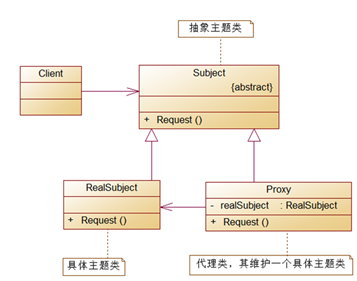 抽象主题类
Client
Subject
{abstract}
+ Request ()
RealSubject
+ Request ()
Proxy
- realSubject : RealSubject
+ Request ()
具体主题类
代理类，其维护一个具体主题类